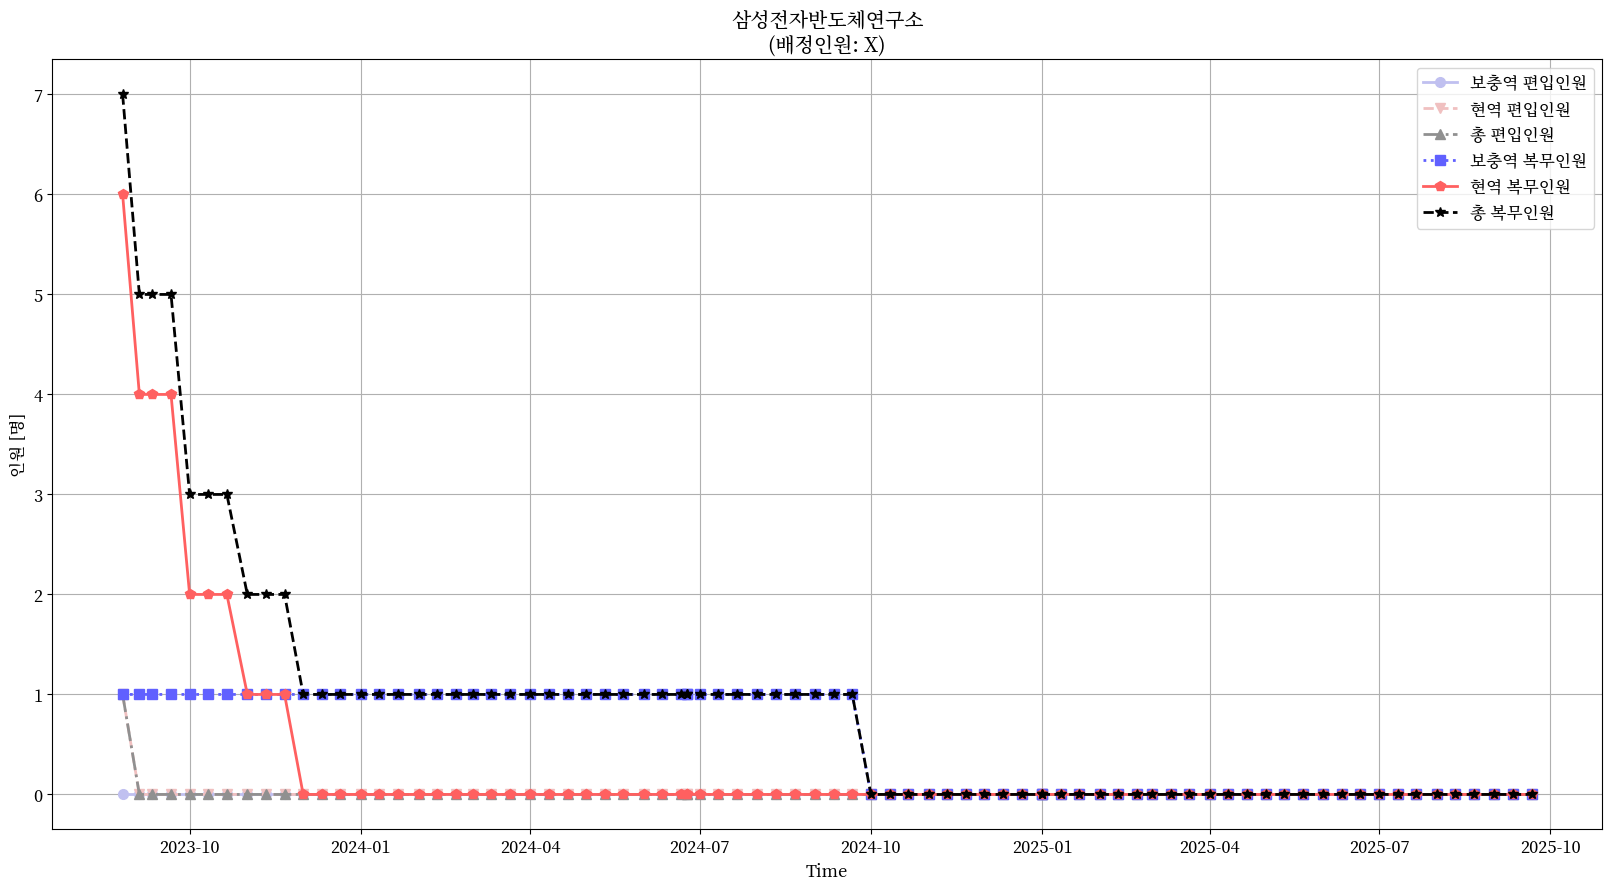 삼성전자반도체연구소
(배정인원: X)
보충역 편입인원
현역 편입인원
총 편입인원
보충역 복무인원
현역 복무인원
총 복무인원
인원 [명]
7
6
5
4
3
2
1
0
2023-10
2024-01
2024-04
2024-07
2024-10
2025-01
2025-04
2025-07
2025-10
Time